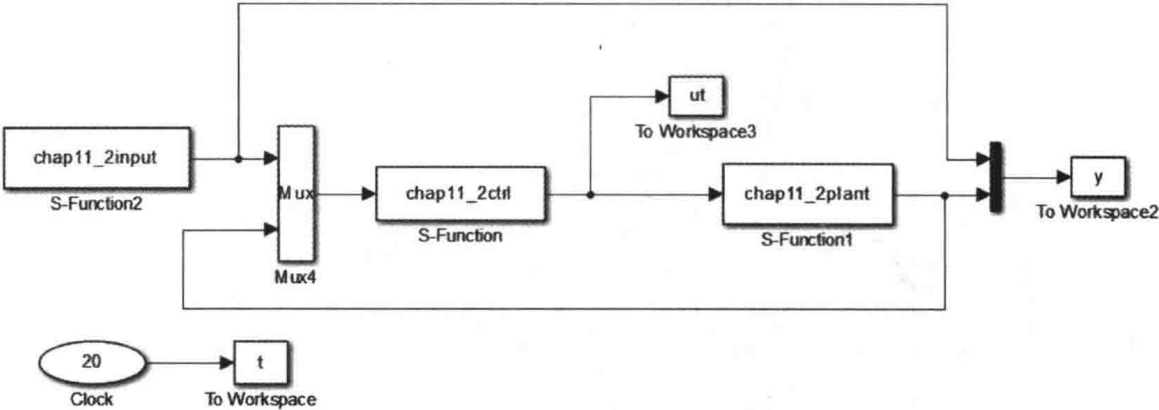 ut
To Workspace3
chap11_2input
S-Function2
Mux
Mux4
chap11_2ctrl
S-Function
chap11_2plant
S-Function1
y
To Workspace2
20
Clock
t
To Workspace